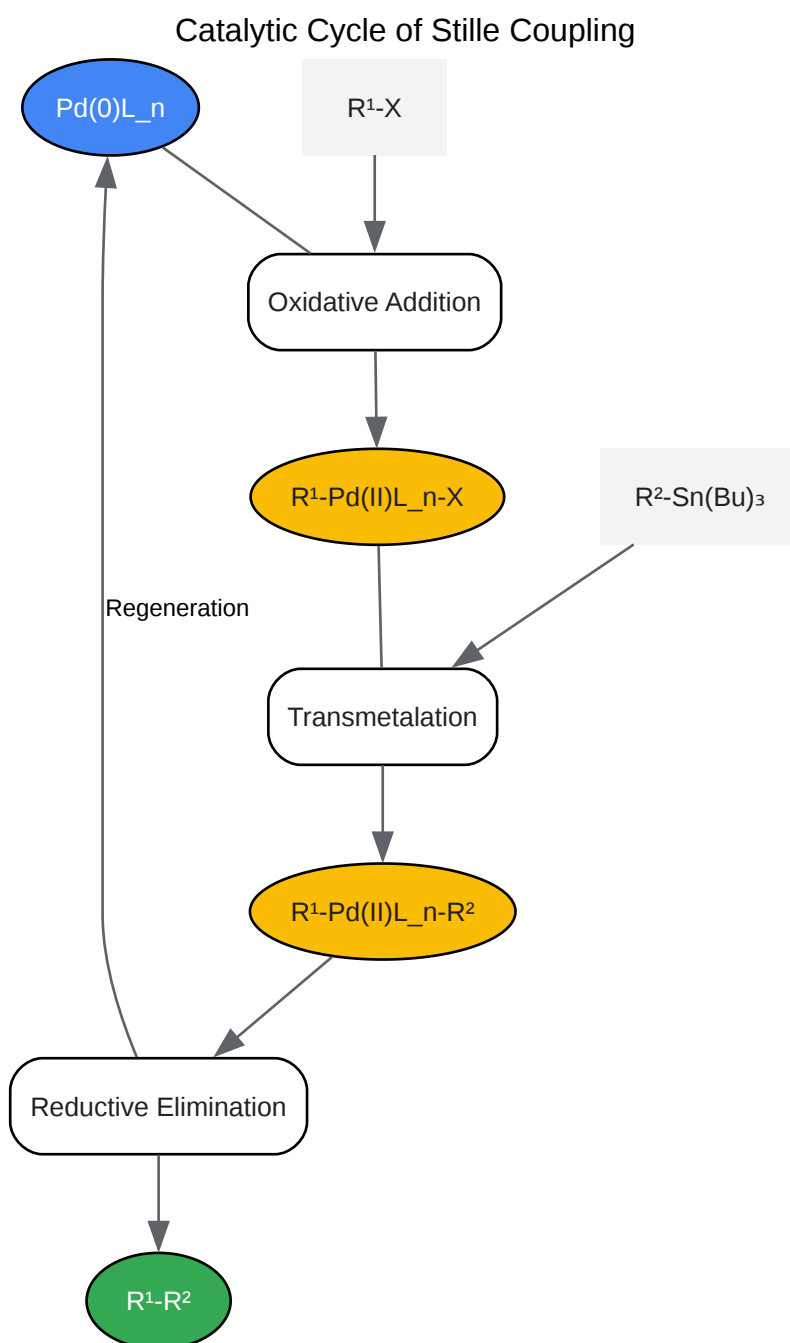 Catalytic Cycle of Stille Coupling
Pd(0)L_n
R¹-X
Oxidative Addition
R¹-Pd(II)L_n-X
R²-Sn(Bu)₃
Regeneration
Transmetalation
R¹-Pd(II)L_n-R²
Reductive Elimination
R¹-R²